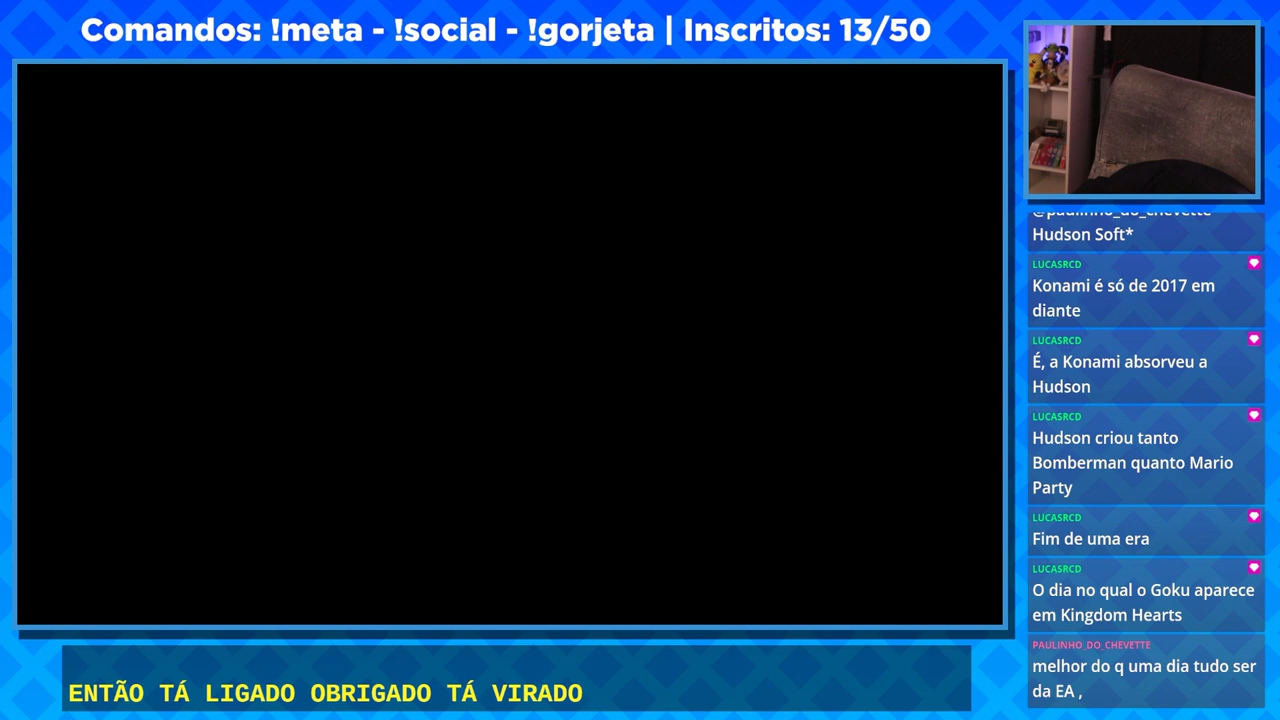 Comandos: !meta - !social - !gorjeta | Inscritos: 13/50
@paulinho_do_chevette
Hudson Soft*
LUCASRCD
Konami é só de 2017 em
diante
LUCASRCD
É, a Konami absorveu a
Hudson
LUCASRCD
Hudson criou tanto
Bomberman quanto Mario
Party
LUCASRCD
Fim de uma era
LUCASRCD
O dia no qual o Goku aparece
em Kingdom Hearts
PAULINHO_DO_CHEVETTE
melhor do q uma dia tudo ser
da EA ,
ENTÃO TÁ LIGADO OBRIGADO TÁ VIRADO